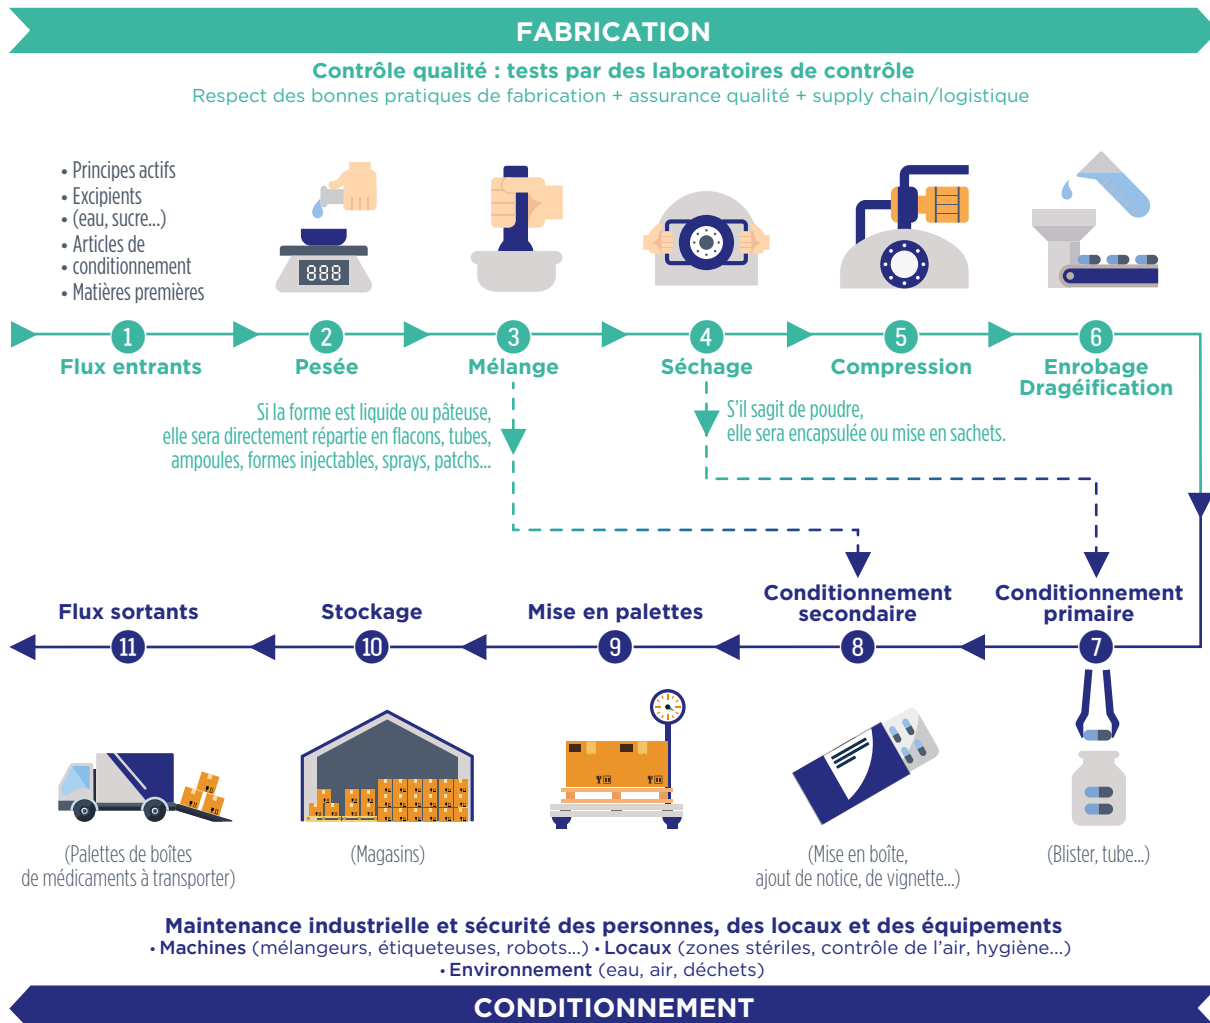 FABRICATION
Contrôle qualité : tests par des laboratoires de contrôle
Respect des bonnes pratiques de fabrication + assurance qualité + supply chain/logistique
• Principes actifs
• Excipients
• (eau, sucre...)
• Articles de
• conditionnement
• Matières premières
888
1
Flux entrants
2
Pesée
3
Mélange
4
Séchage
5
Compression
6
Enrobage
Dragéification
Si la forme est liquide ou pâteuse,
elle sera directement répartie en flacons, tubes,
ampoules, formes injectables, sprays, patchs...
S'il sagit de poudre,
elle sera encapsulée ou mise en sachets.
Flux sortants
11
Stockage
10
Mise en palettes
9
Conditionnement
secondaire
8
Conditionnement
primaire
7
(Palettes de boîtes
de médicaments à transporter)
(Magasins)
(Mise en boîte,
ajout de notice, de vignette...)
(Blister, tube...)
Maintenance industrielle et sécurité des personnes, des locaux et des équipements
• Machines (mélangeurs, étiqueteuses, robots...) • Locaux (zones stériles, contrôle de l'air, hygiène...)
• Environnement (eau, air, déchets)
CONDITIONNEMENT